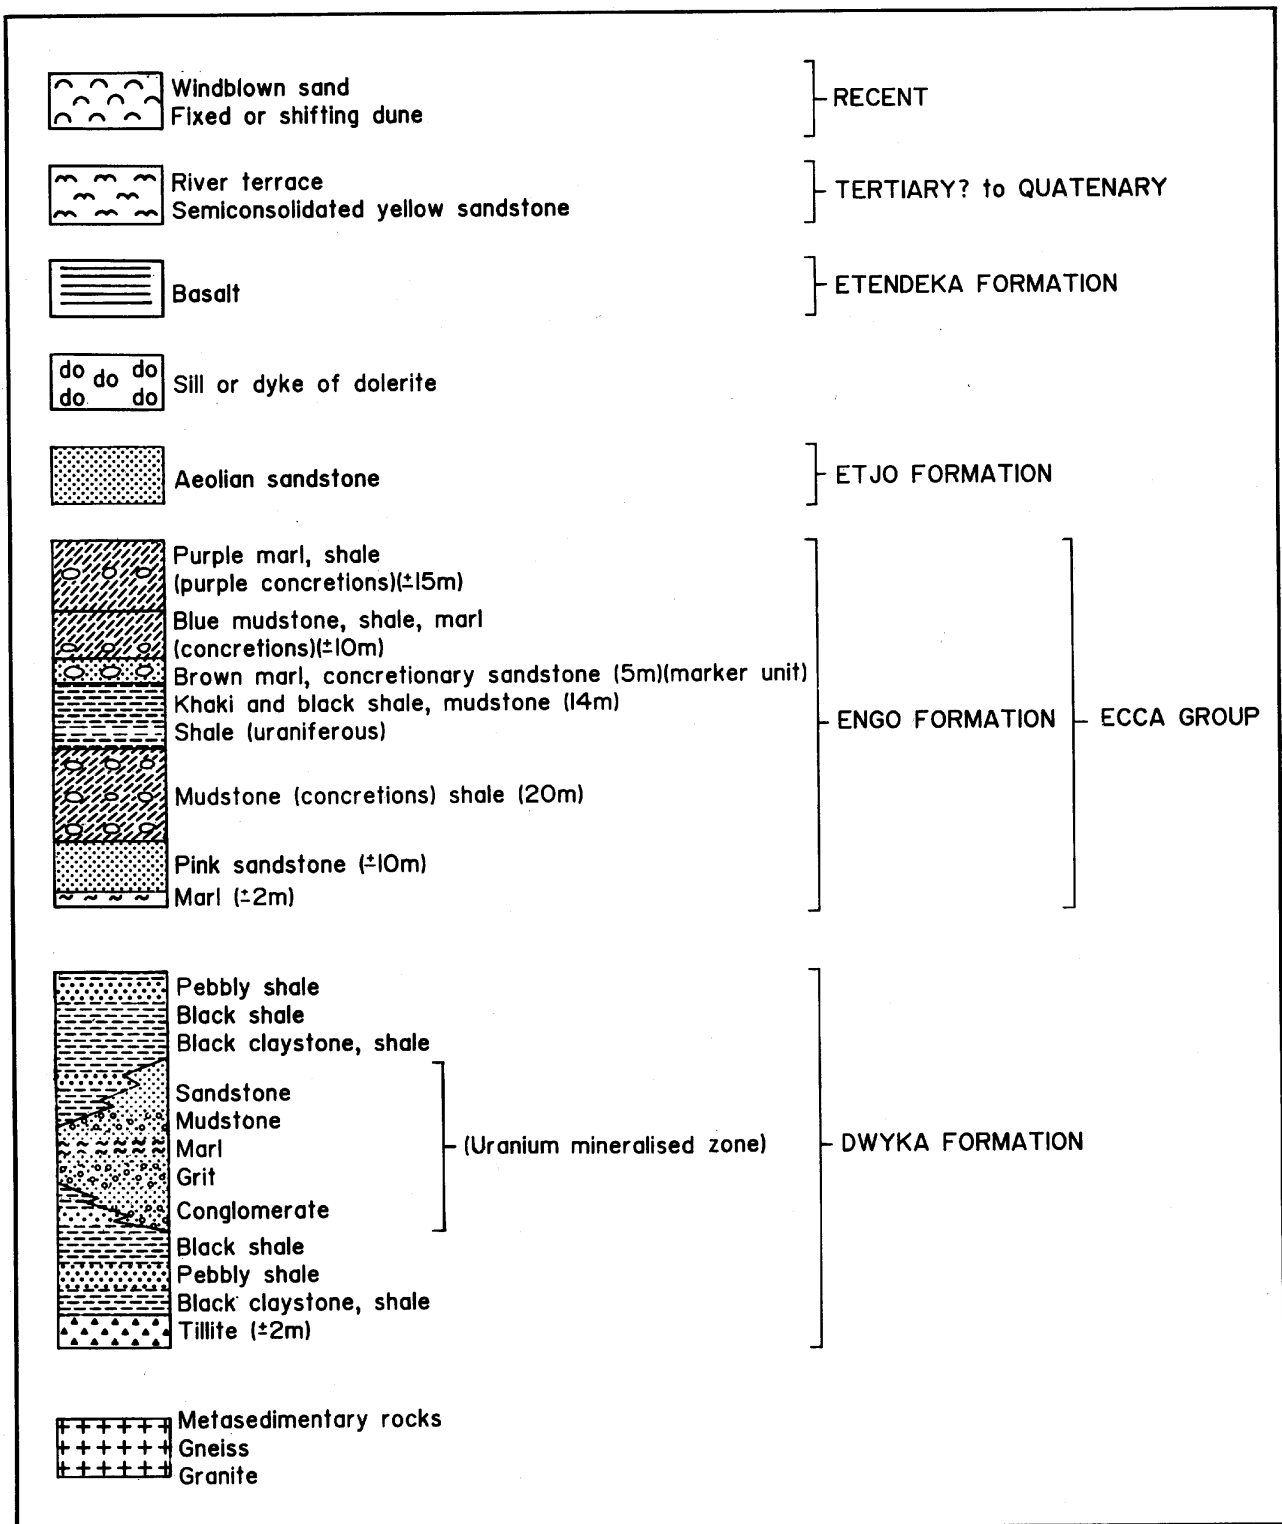 Windblown sand
Fixed or shifting dune
RECENT
River terrace
Semiconsolidated yellow sandstone
TERTIARY? to QUATENARY
Basalt
ETENDEKA FORMATION
do do do
do do
Sill or dyke of dolerite
Aeolian sandstone
ETJO FORMATION
Purple marl, shale
(purple concretions)(±15m)
Blue mudstone, shale, marl
(concretions)(±10m)
Brown marl, concretionary sandstone (5m)(marker unit)
Khaki and black shale, mudstone (14m)
Shale (uraniferous)
ENGO FORMATION
ECCA GROUP
Mudstone (concretions) shale (20m)
Pink sandstone (±10m)
Marl (±2m)
Pebbly shale
Black shale
Black claystone, shale
Sandstone
Mudstone
Marl
Grit
Conglomerate
(Uranium mineralised zone)
DWYKA FORMATION
Black shale
Pebbly shale
Black claystone, shale
Tillite (±2m)
Metasedimentary rocks
Gneiss
Granite